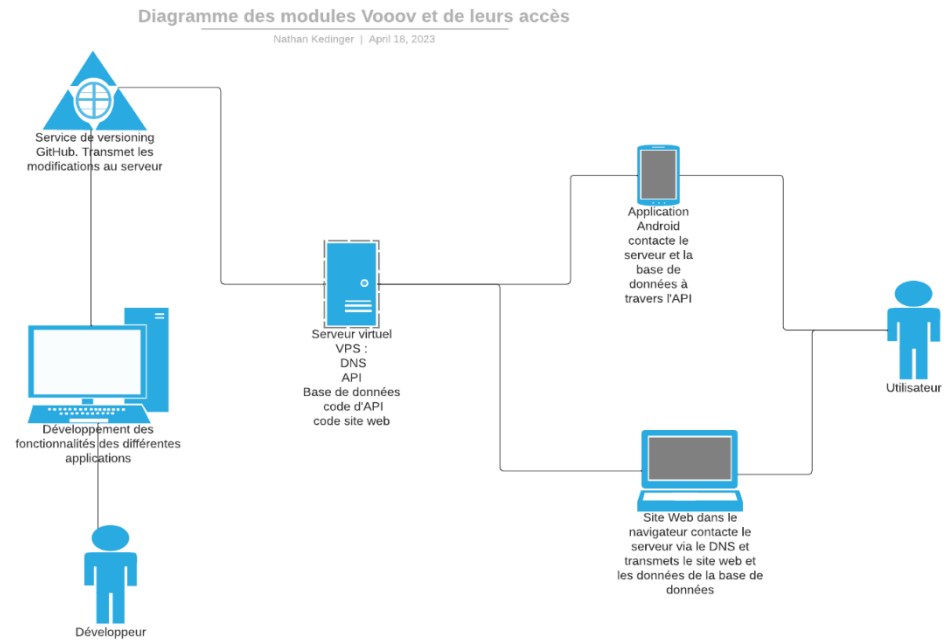 Diagramme des modules Vooov et de leurs accès
Nathan Kedinger | April 18, 2023
Service de versioning
GitHub. Transmet les
modifications au serveur
Application
Android
contacte le
serveur et la
base de
données à
travers l'API
Serveur virtuel
VPS :
DNS
API
Base de données
code d'API
code site web
Utilisateur
Développement des
fonctionnalités des différentes
applications
Site Web dans le
navigateur contacte le
serveur via le DNS et
transmets le site web et
les données de la base de
données
Développeur